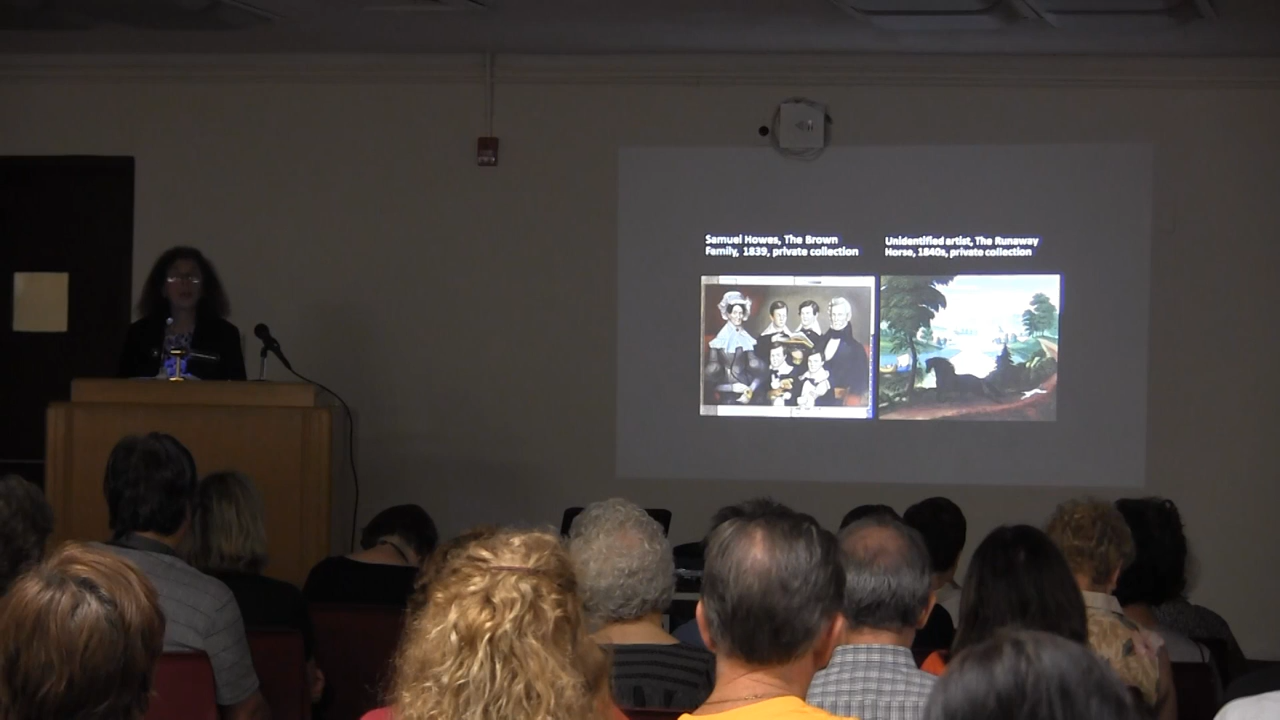 Samuel Howes, The Brown
Family, 1839, private collection
Unidentified artist, The Runaway
Horse, 1840s, private collection